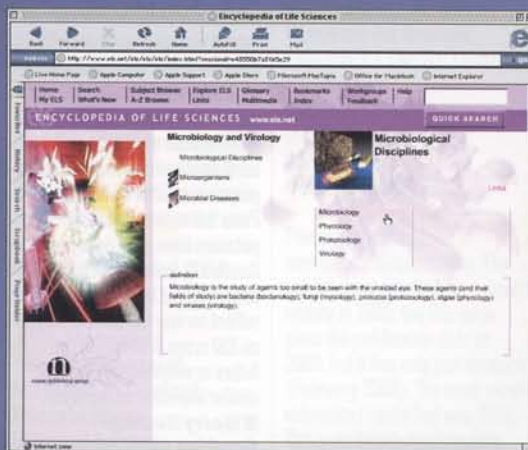 Encyclopedia of Life Sciences
Back Forward Stop Refresh Home AutoFill Print Mail
Live Home Page Apple Computer Apple Support Apple Store Microsoft MacTopia Office for Macintosh Internet Explorer
Home Search Subject Browse Explore ELS Glossary Bookmarks Workgroups Help
My ELS What's New A-Z Browse Links Multimedia Index Feedback
ENCYCLOPEDIA OF LIFE SCIENCES www.els.net QUICK SEARCH
Favorites
History
Search
Scrapbook
Page Holder
Microbiology and Virology
Microbiological Disciplines
Microorganisms
Microbial Diseases
Microbiological
Disciplines
Links
Microbiology
Phycology
Protozoology
Virology
definition
Microbiology is the study of agents too small to be seen with the unaided eye. These agents (and their
fields of study) are bacteria (bacteriology), fungi (mycology), protozoa (protozoology), algae (phycology)
and viruses (virology).
n
nature publishing group
Internet zone